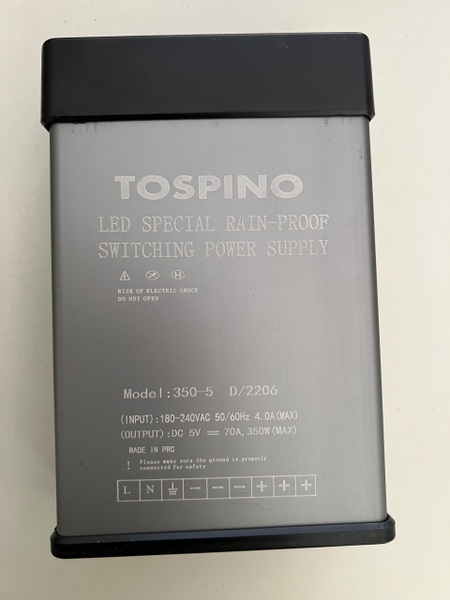 TOSPINO
LED SPECIAL RAIN-PROOF
SWITCHING POWER SUPPLY
RISK OF ELECTRIC SHOCK
DO NOT OPEN
Model:350-5 D/2206
(INPUT):180-240VAC 50/60Hz 4.0A(MAX)
(OUTPUT):DC 5V ⎓ 70A,350W(MAX)
MADE IN PRC
! Please make sure the ground is properly
connected for safety
L N ⏚ - - - + + +